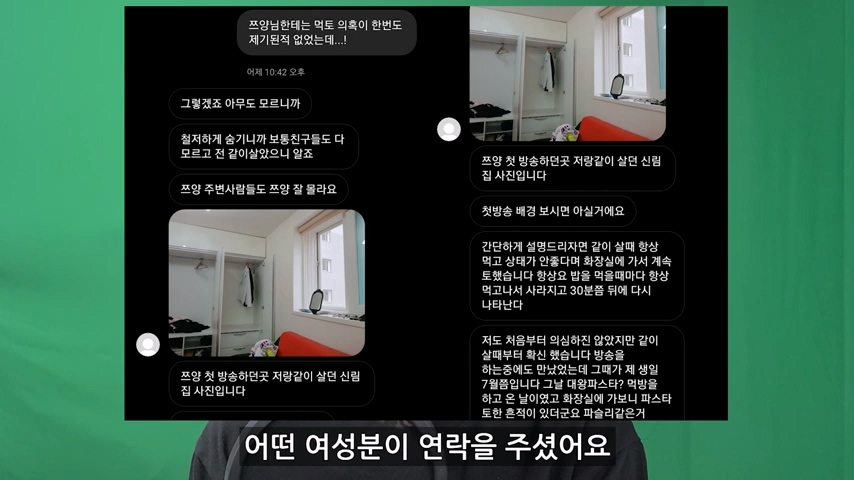 쯔양님한테는 먹토 의혹이 한번도
제기된적 없었는데...!
어제 10:42 오후
그렇겠죠 아무도 모르니까
철저하게 숨기니까 보통친구들도 다
모르고 전 같이살았으니 알죠
쯔양 주변사람들도 쯔양 잘 몰라요
쯔양 첫 방송하던곳 저랑같이 살던 신림
집 사진입니다
쯔양 첫 방송하던곳 저랑같이 살던 신림
집 사진입니다
첫방송 배경 보시면 아실거에요
간단하게 설명드리자면 같이 살때 항상
먹고 상태가 안좋다며 화장실에 가서 계속
토했습니다 항상요 밥을 먹을때마다 항상
먹고나서 사라지고 30분쯤 뒤에 다시
나타난다
저도 처음부터 의심하진 않았지만 같이
살때부터 확신 했습니다 방송을
하는중에도 만났었는데 그때가 제 생일
7월쯤입니다 그날 대왕파스타? 먹방을
하고 온 날이였고 화장실에 가보니 파스타
토한 흔적이 있더군요 파슬리같은거
어떤 여성분이 연락을 주셨어요